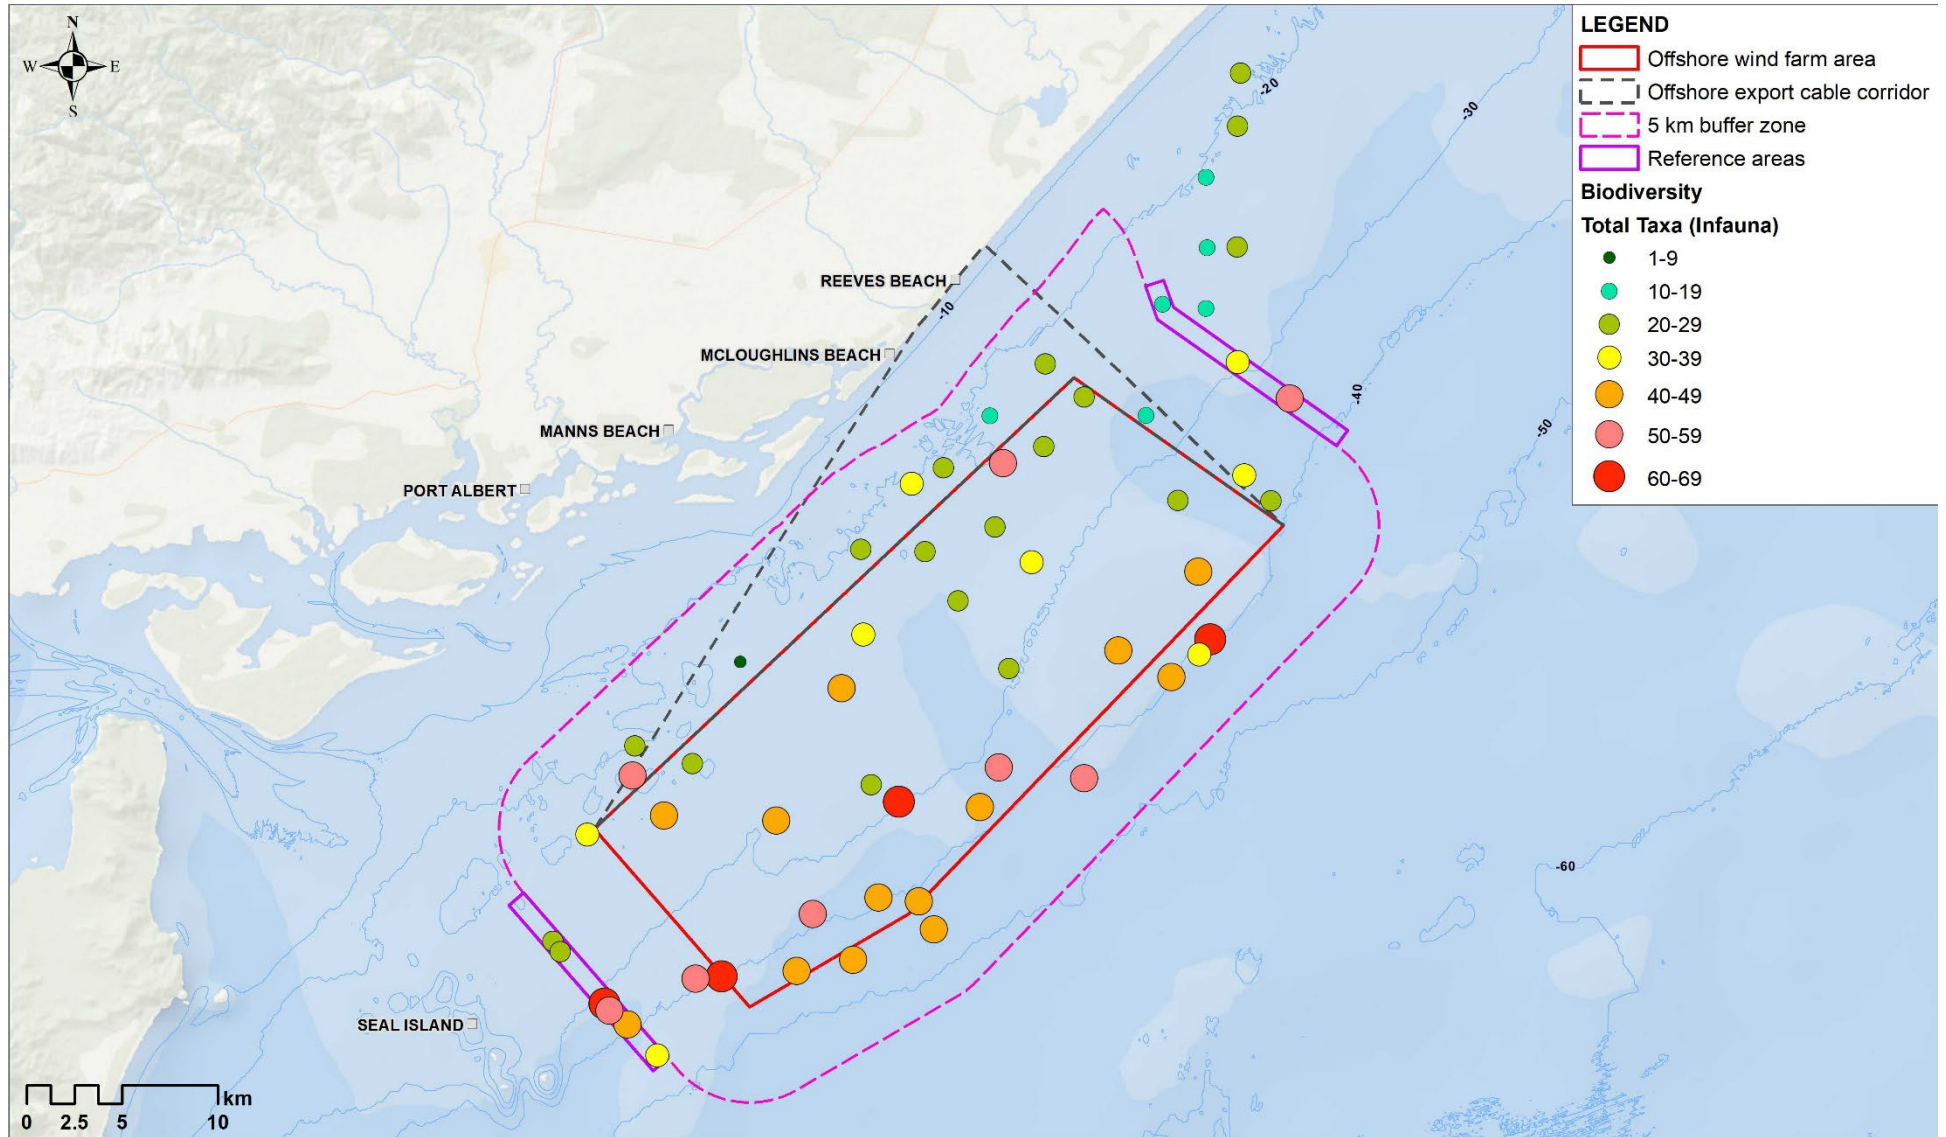 N
W E
S
LEGEND
Offshore wind farm area
Offshore export cable corridor
5 km buffer zone
Reference areas
Biodiversity
Total Taxa (Infauna)
1-9
10-19
20-29
30-39
40-49
50-59
60-69
-20
-30
REEVES BEACH
-10
MCLOUGHLINS BEACH
-40
MANNS BEACH
-50
PORT ALBERT
-60
SEAL ISLAND
km
0 2.5 5 10